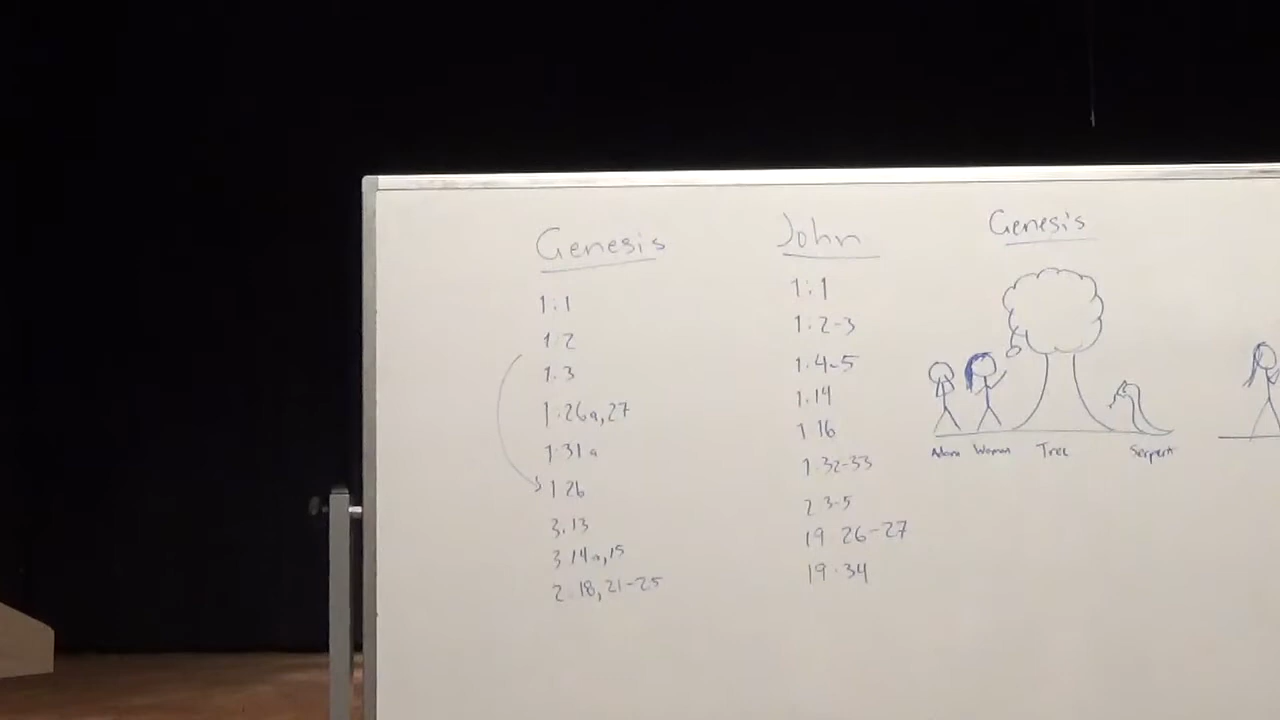 Genesis
1:1
1:2
1:3
1:26a,27
1:31a
1:26
3:13
3:14a,15
2:18,21-25
John
1:1
1:2-3
1:4-5
1:14
1:16
1:32-33
2:3-5
19:26-27
19:34
Genesis
Adam Woman Tree Serpent